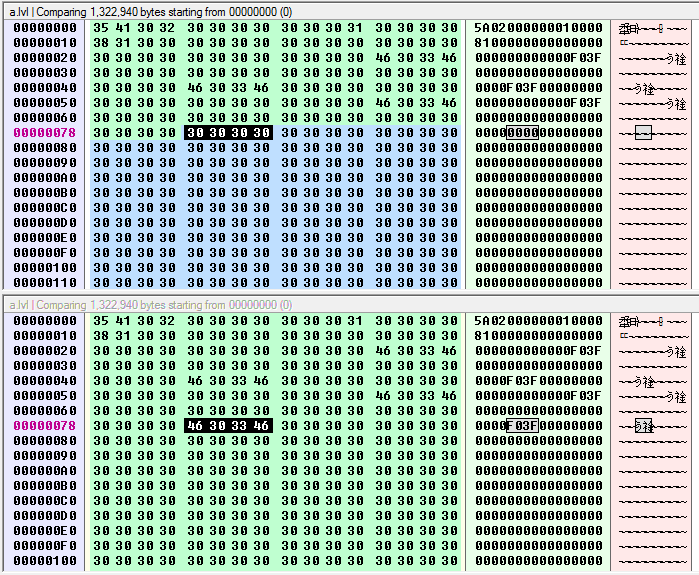 a.lvl | Comparing 1,322,940 bytes starting from 00000000 (0)
00000000 35 41 30 32 30 30 30 30 30 30 30 31 30 30 30 30 5A02000000010000
00000010 38 31 30 30 30 30 30 30 30 30 30 30 30 30 30 30 8100000000000000
00000020 30 30 30 30 30 30 30 30 30 30 30 30 46 30 33 46 000000000000F03F う栓
00000030 30 30 30 30 30 30 30 30 30 30 30 30 30 30 30 30 0000000000000000
00000040 30 30 30 30 46 30 33 46 30 30 30 30 30 30 30 30 0000F03F00000000 う栓
00000050 30 30 30 30 30 30 30 30 30 30 30 30 46 30 33 46 000000000000F03F う栓
00000060 30 30 30 30 30 30 30 30 30 30 30 30 30 30 30 30 0000000000000000
00000078 30 30 30 30 30 30 30 30 30 30 30 30 30 30 30 30 0000000000000000
00000080 30 30 30 30 30 30 30 30 30 30 30 30 30 30 30 30 0000000000000000
00000090 30 30 30 30 30 30 30 30 30 30 30 30 30 30 30 30 0000000000000000
000000A0 30 30 30 30 30 30 30 30 30 30 30 30 30 30 30 30 0000000000000000
000000B0 30 30 30 30 30 30 30 30 30 30 30 30 30 30 30 30 0000000000000000
000000C0 30 30 30 30 30 30 30 30 30 30 30 30 30 30 30 30 0000000000000000
000000D0 30 30 30 30 30 30 30 30 30 30 30 30 30 30 30 30 0000000000000000
000000E0 30 30 30 30 30 30 30 30 30 30 30 30 30 30 30 30 0000000000000000
000000F0 30 30 30 30 30 30 30 30 30 30 30 30 30 30 30 30 0000000000000000
00000100 30 30 30 30 30 30 30 30 30 30 30 30 30 30 30 30 0000000000000000
00000110 30 30 30 30 30 30 30 30 30 30 30 30 30 30 30 30 0000000000000000
a.lvl | Comparing 1,322,940 bytes starting from 00000000 (0)
00000000 35 41 30 32 30 30 30 30 30 30 30 31 30 30 30 30 5A02000000010000
00000010 38 31 30 30 30 30 30 30 30 30 30 30 30 30 30 30 8100000000000000
00000020 30 30 30 30 30 30 30 30 30 30 30 30 46 30 33 46 000000000000F03F う栓
00000030 30 30 30 30 30 30 30 30 30 30 30 30 30 30 30 30 0000000000000000
00000040 30 30 30 30 46 30 33 46 30 30 30 30 30 30 30 30 0000F03F00000000 う栓
00000050 30 30 30 30 30 30 30 30 30 30 30 30 46 30 33 46 000000000000F03F う栓
00000060 30 30 30 30 30 30 30 30 30 30 30 30 30 30 30 30 0000000000000000
00000078 30 30 30 30 46 30 33 46 30 30 30 30 30 30 30 30 0000F03F00000000 う栓
00000080 30 30 30 30 30 30 30 30 30 30 30 30 30 30 30 30 0000000000000000
00000090 30 30 30 30 30 30 30 30 30 30 30 30 30 30 30 30 0000000000000000
000000A0 30 30 30 30 30 30 30 30 30 30 30 30 30 30 30 30 0000000000000000
000000B0 30 30 30 30 30 30 30 30 30 30 30 30 30 30 30 30 0000000000000000
000000C0 30 30 30 30 30 30 30 30 30 30 30 30 30 30 30 30 0000000000000000
000000D0 30 30 30 30 30 30 30 30 30 30 30 30 30 30 30 30 0000000000000000
000000E0 30 30 30 30 30 30 30 30 30 30 30 30 30 30 30 30 0000000000000000
000000F0 30 30 30 30 30 30 30 30 30 30 30 30 30 30 30 30 0000000000000000
00000100 30 30 30 30 30 30 30 30 30 30 30 30 30 30 30 30 0000000000000000